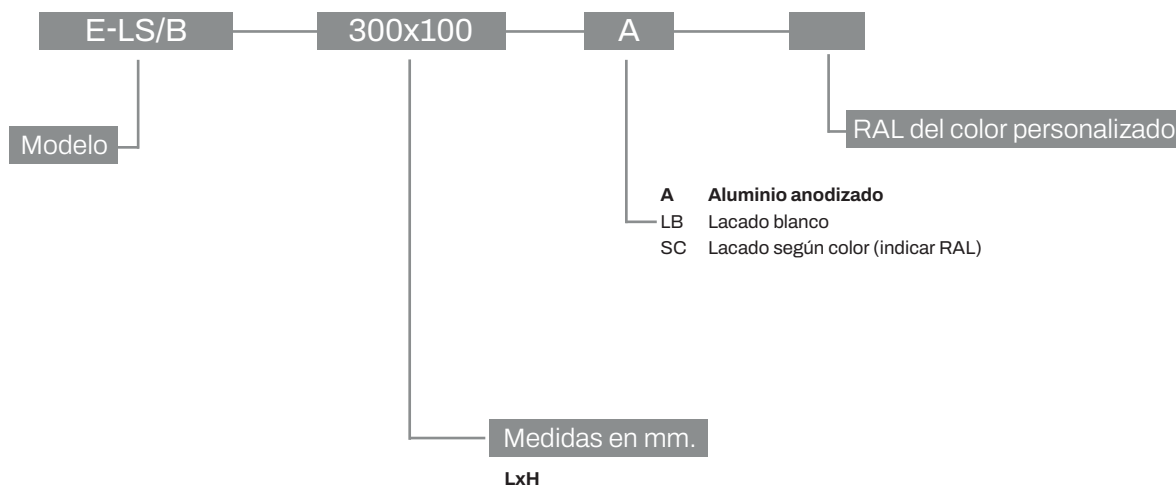 E-LS/B 300x100 A
Modelo
RAL del color personalizado
A Aluminio anodizado
LB Lacado blanco
SC Lacado según color (indicar RAL)
Medidas en mm.
LxH